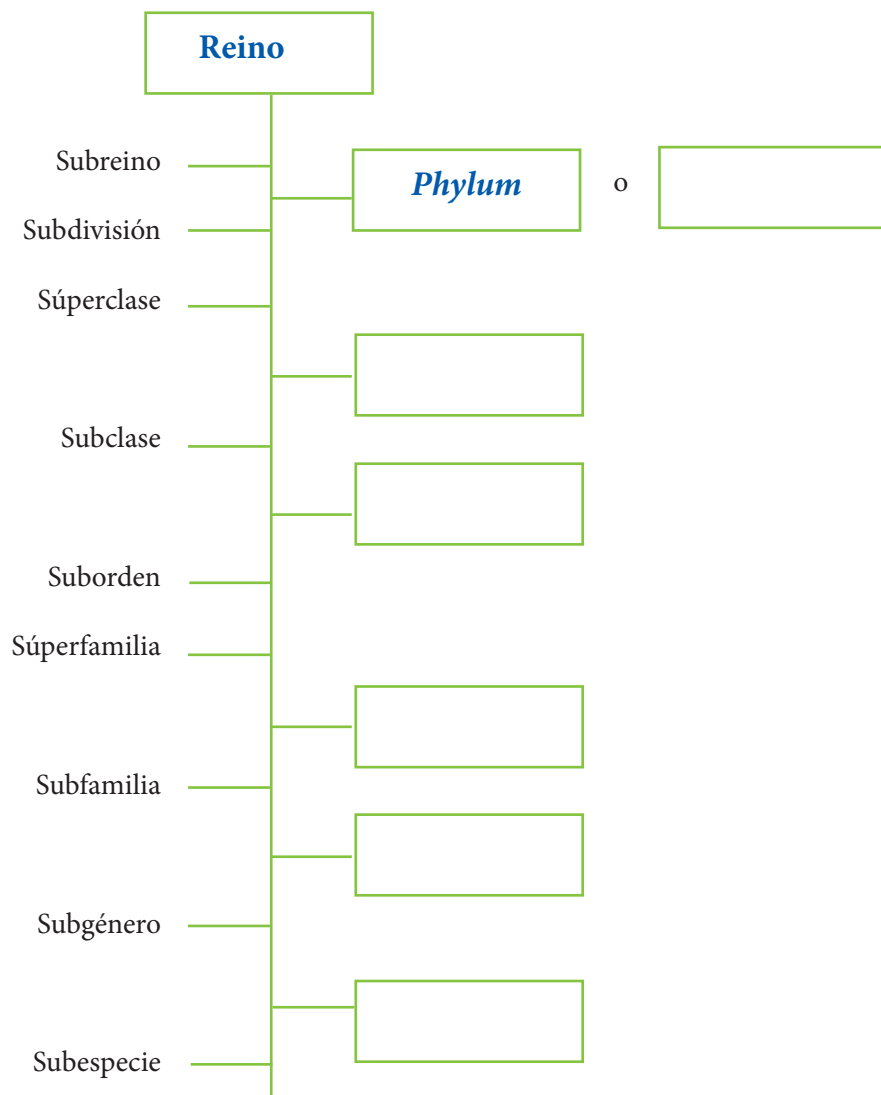 Reino
Subreino
Phylum o
Subdivisión
Súperclase
Subclase
Suborden
Súperfamilia
Subfamilia
Subgénero
Subespecie